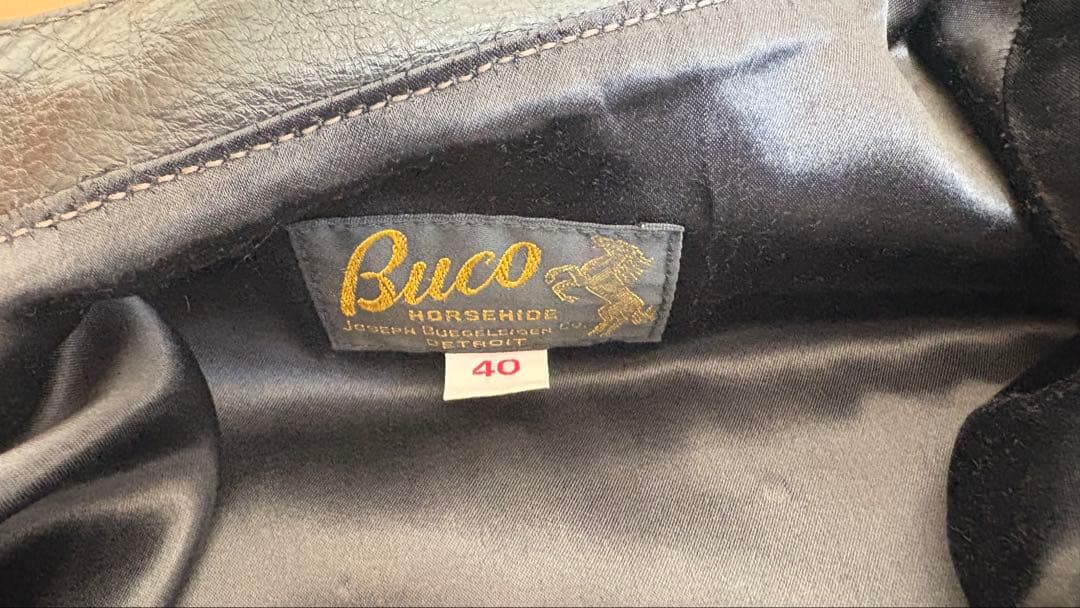 Buco
HORSEHIDE
JOSEPH BUEGELEISEN CO.
DETROIT
40